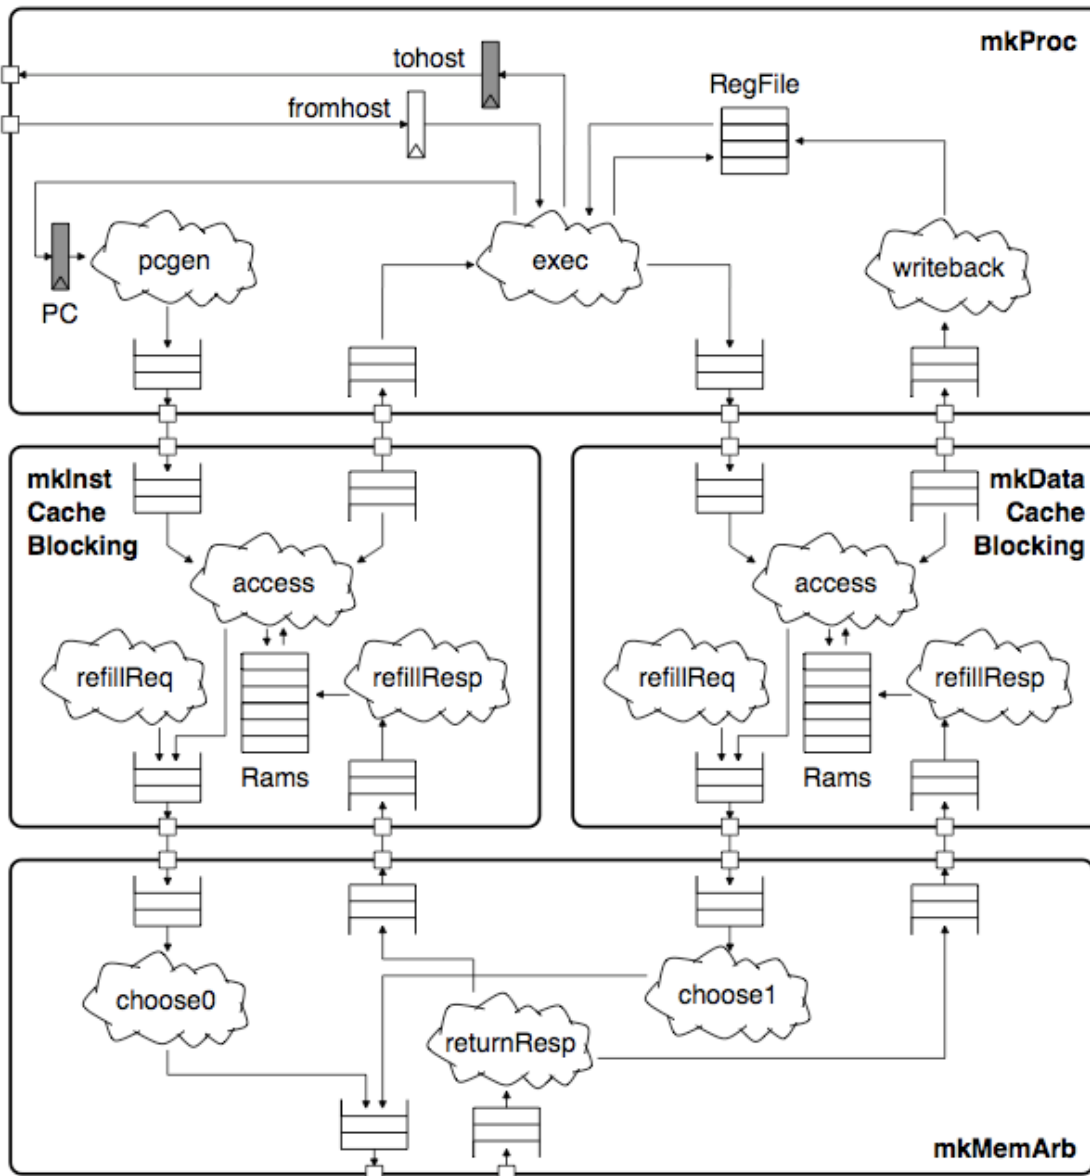 mkProc
tohost
RegFile
fromhost
pcgen
exec
writeback
PC
mkInst
Cache
Blocking
mkData
Cache
Blocking
access
access
refillReq
refillResp
refillReq
refillResp
Rams
Rams
choose0
choose1
returnResp
mkMemArb